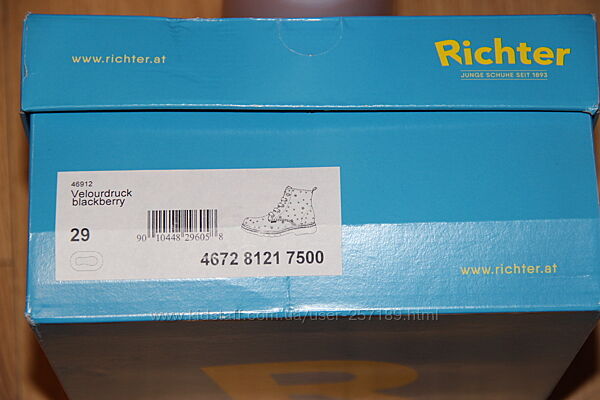 www.richter.at
Richter
JUNGE SCHUHE SEIT 1893
46912
Velourdruck
blackberry
29
90 10448 29605 8
4672 8121 7500
www.richter.at
www.kidstaff.com.ua/user-257189.html
R